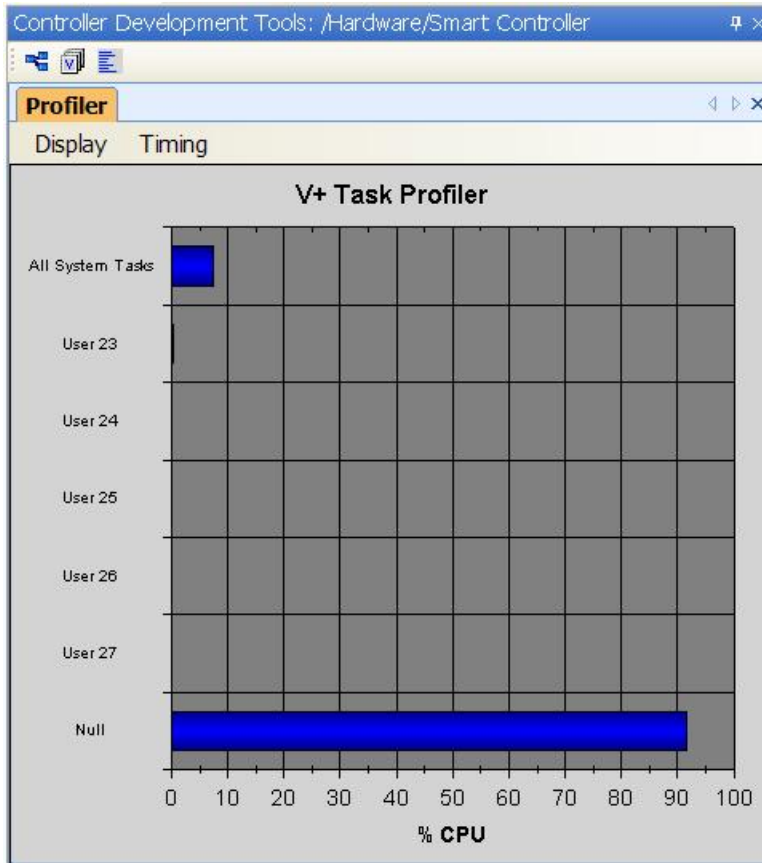 Controller Development Tools: /Hardware/Smart Controller
Profiler
Display Timing
V+ Task Profiler
All System Tasks
User 23
User 24
User 25
User 26
User 27
Null
0 10 20 30 40 50 60 70 80 90 100
% CPU